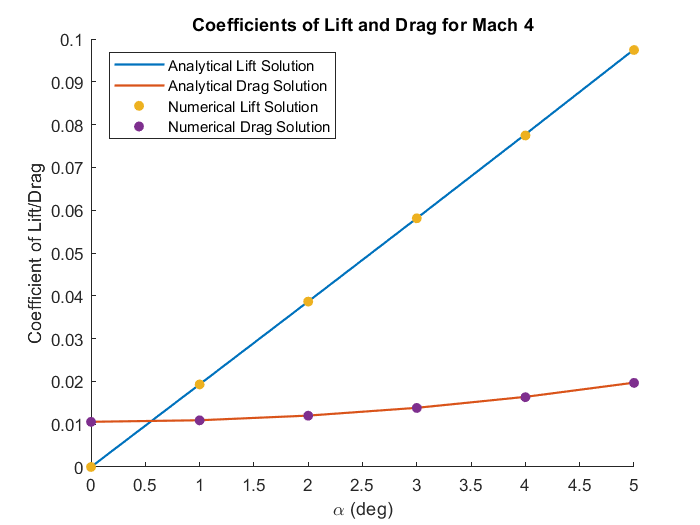 Coefficients of Lift and Drag for Mach 4
Analytical Lift Solution
Analytical Drag Solution
Numerical Lift Solution
Numerical Drag Solution
Coefficient of Lift/Drag
0.1
0.09
0.08
0.07
0.06
0.05
0.04
0.03
0.02
0.01
0
0 0.5 1 1.5 2 2.5 3 3.5 4 4.5 5
α (deg)